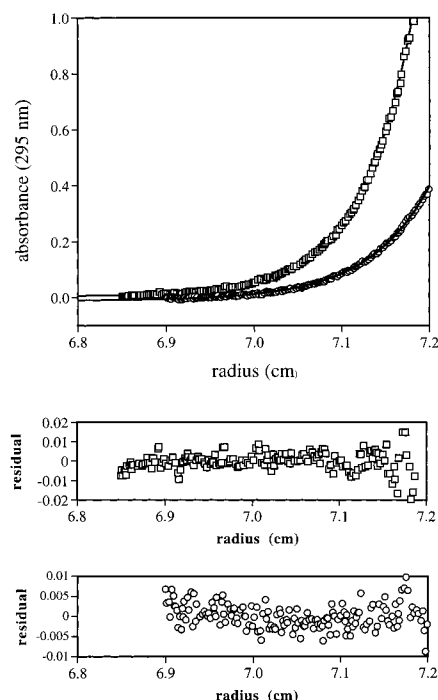 1.0
0.8
0.6
0.4
0.2
0.0
absorbance (295 nm)
6.8 6.9 7.0 7.1 7.2
radius (cm)
0.02
0.01
0
-0.01
-0.02
residual
6.8 6.9 7.0 7.1 7.2
radius (cm)
0.01
0.005
0
-0.005
-0.01
residual
6.8 6.9 7.0 7.1 7.2
radius (cm)